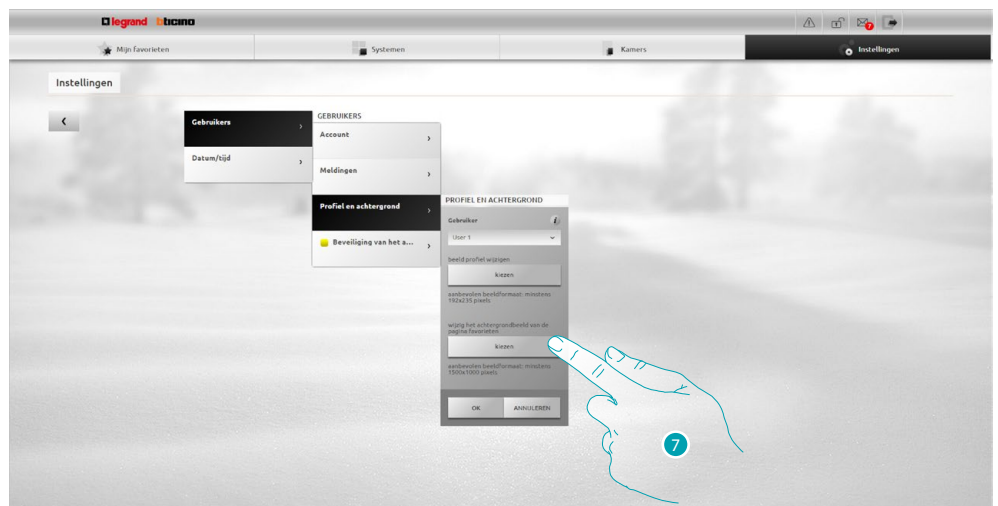 legrand bticino
7
Mijn favorieten
Systemen
Kamers
Instellingen
Instellingen
Gebruikers
Datum/tijd
GEBRUIKERS
Account
Meldingen
Profiel en achtergrond
Beveiliging van het a...
PROFIEL EN ACHTERGROND
Gebruiker
i
User 1
beeld profiel wijzigen
kiezen
aanbevolen beeldformaat: minstens
192x235 pixels
wijzig het achtergrondbeeld van de
pagina favorieten
kiezen
aanbevolen beeldformaat: minstens
1500x1000 pixels
OK
ANNULEREN
7